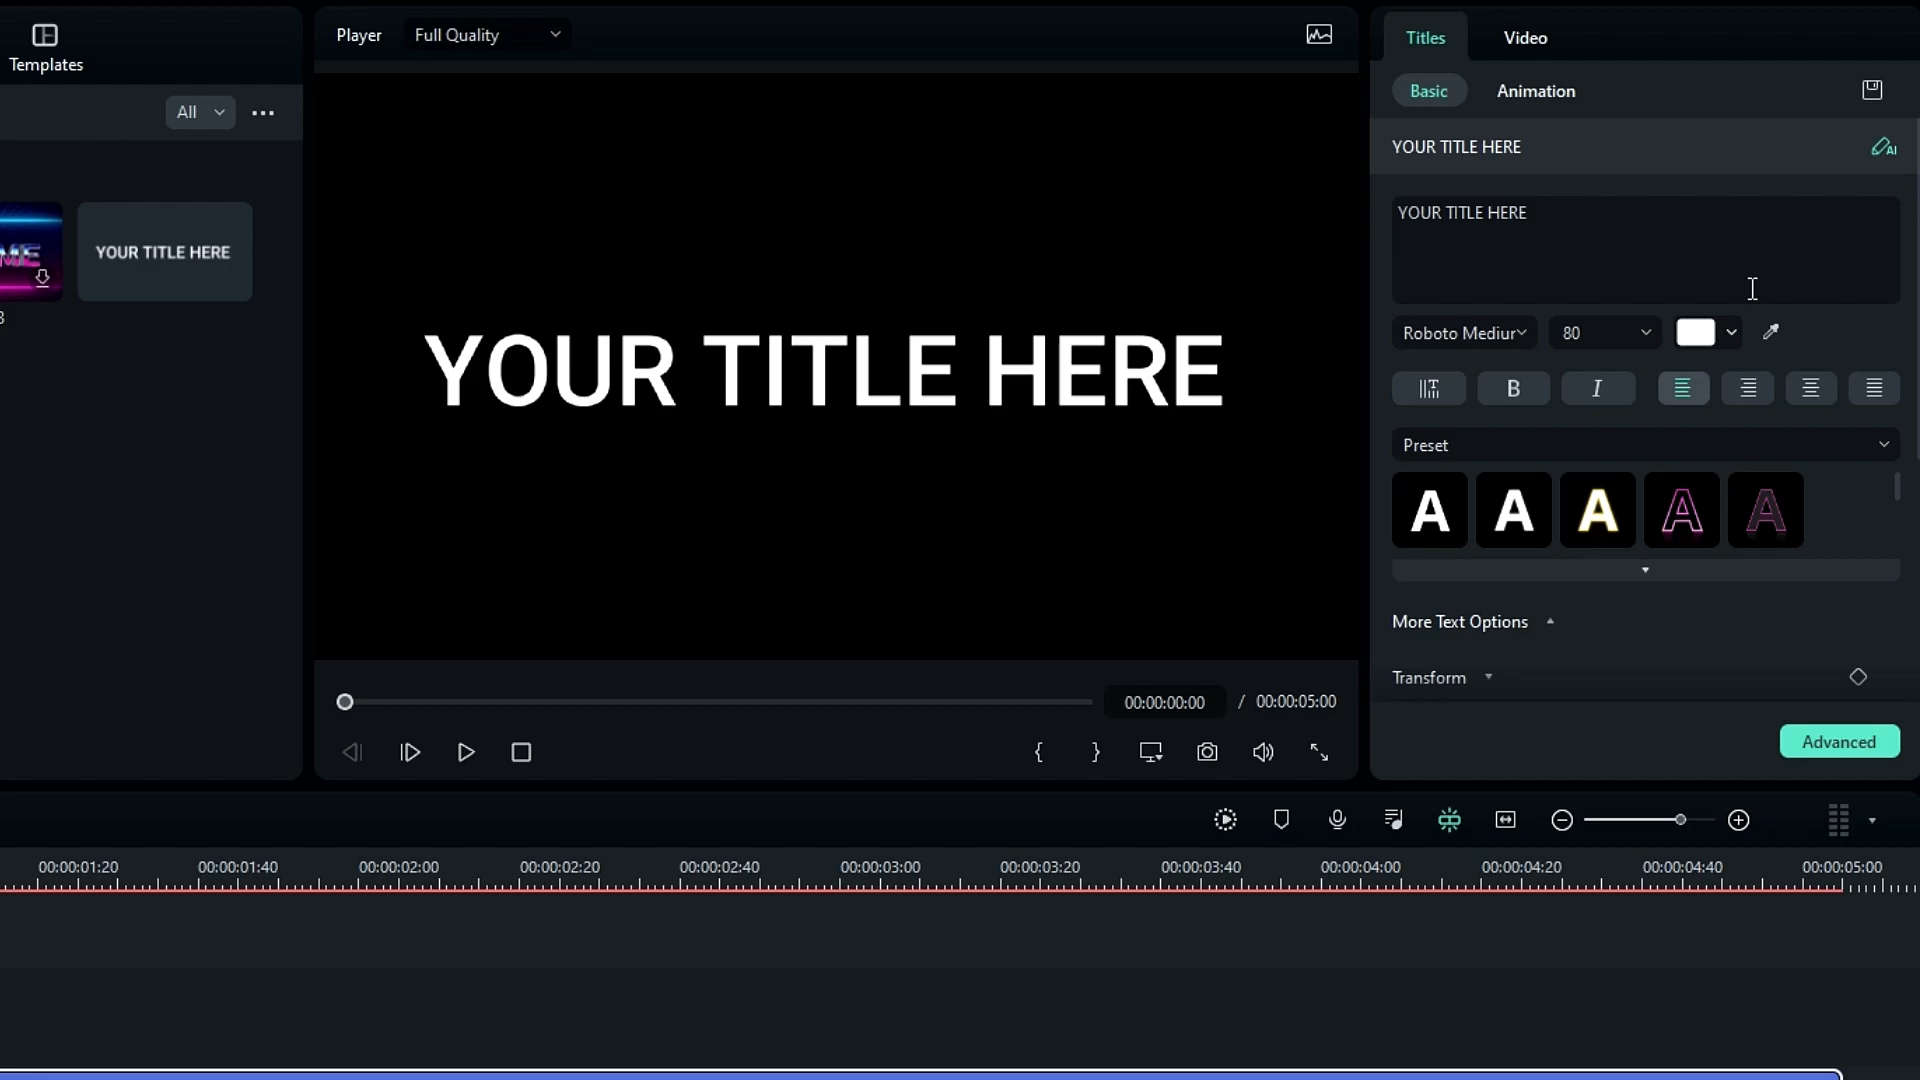 Templates
All
YOUR TITLE HERE
3
Player
Full Quality
YOUR TITLE HERE
00:00:00:00 / 00:00:05:00
Titles
Video
Basic
Animation
YOUR TITLE HERE
AI
YOUR TITLE HERE
Roboto Mediur
80
B
I
Preset
A A A A A
More Text Options
Transform
Advanced
00:00:01:20 00:00:01:40 00:00:02:00 00:00:02:20 00:00:02:40 00:00:03:00 00:00:03:20 00:00:03:40 00:00:04:00 00:00:04:20 00:00:04:40 00:00:05:00